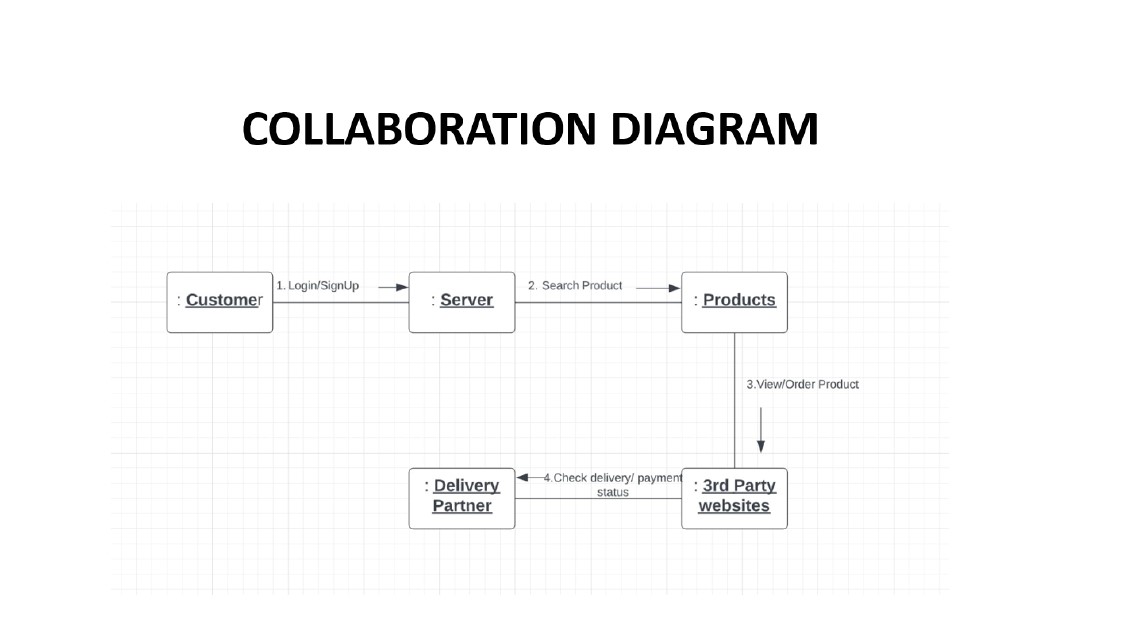 COLLABORATION DIAGRAM
: Customer
1. Login/SignUp
: Server
2. Search Product
: Products
3.View/Order Product
: Delivery
Partner
4.Check delivery/ payment
status
: 3rd Party
websites